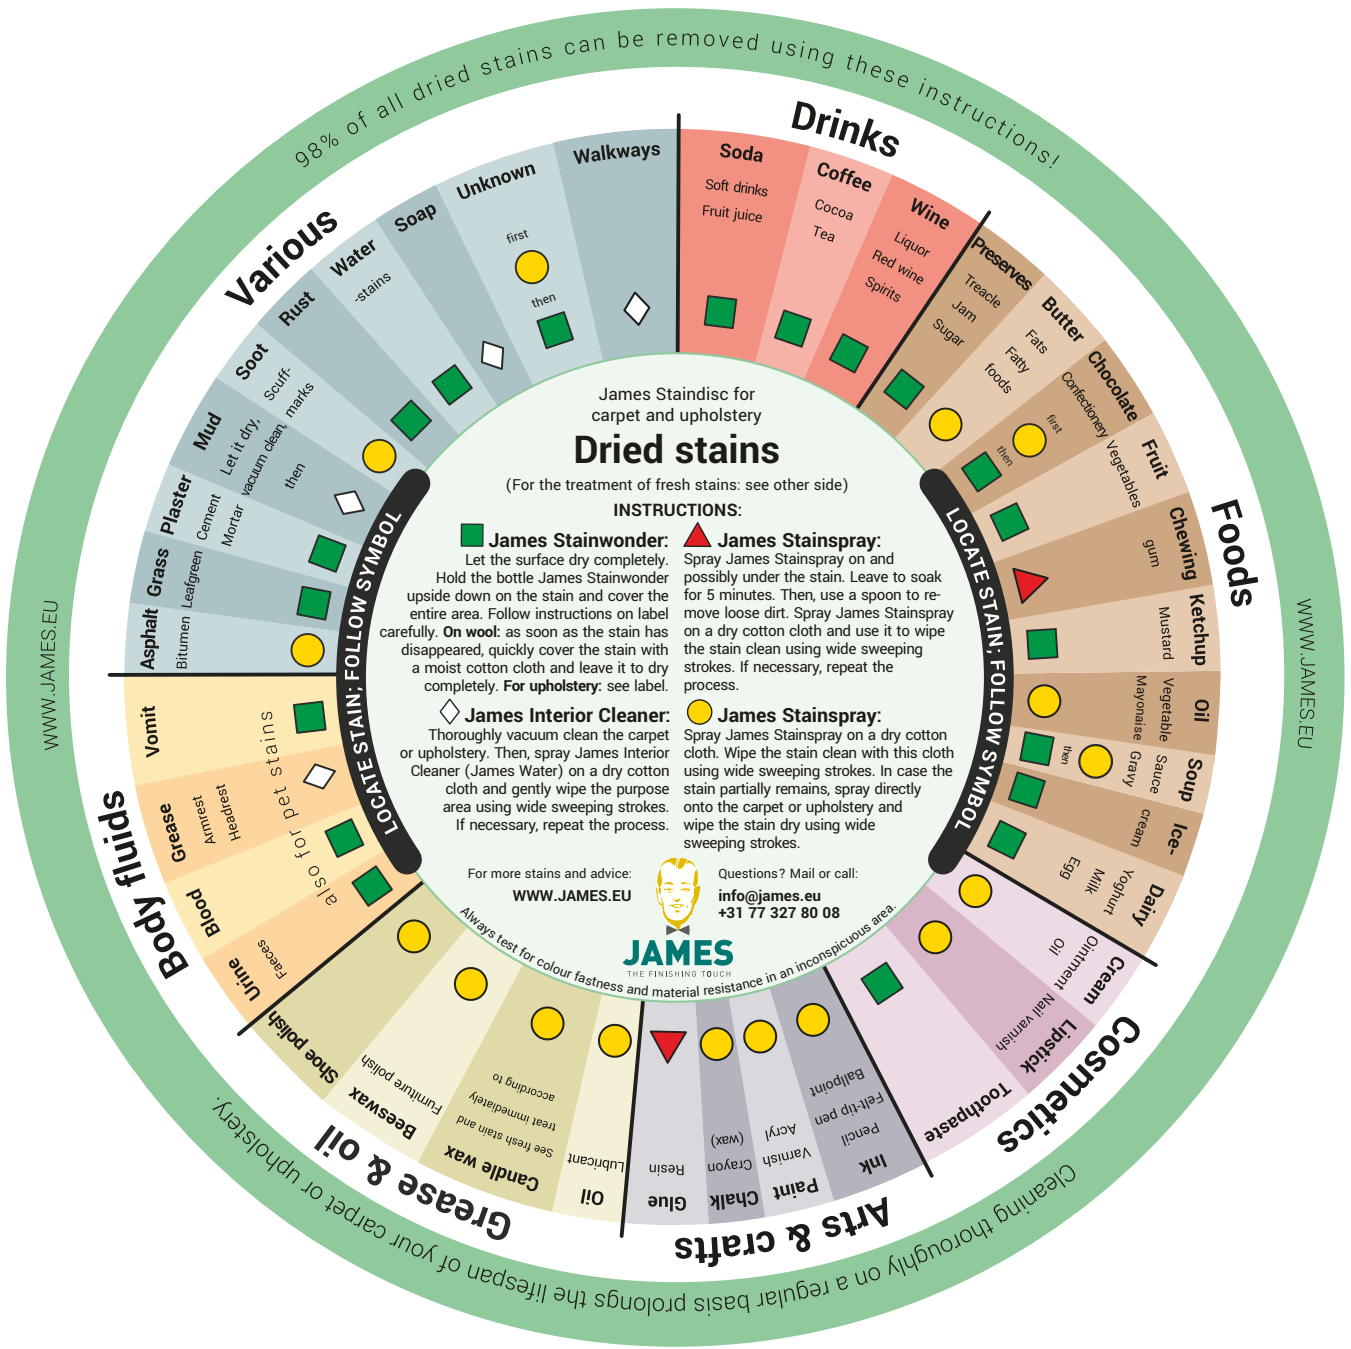 98% of all dried stains can be removed using these instructions!
WWW.JAMES.EU
WWW.JAMES.EU
Cleaning thoroughly on a regular basis prolongs the lifespan of your carpet or upholstery.
Drinks
Soda
Soft drinks
Fruit juice
Coffee
Cocoa
Tea
Wine
Liquor
Red wine
Spirits
Foods
Preserves
Treacle
Jam
Sugar
Butter
Fats
Fatty
foods
Chocolate
Confectionery
first
then
Fruit
Vegetables
Chewing
gum
Ketchup
Mustard
Oil
Vegetable
Mayonaise
Soup
Sauce
Gravy
then
Ice-
cream
Dairy
Yoghurt
Milk
Egg
Cosmetics
Cream
Ointment
Oil
Lipstick
Nail varnish
Toothpaste
Arts & crafts
Ink
Pencil
Felt-tip pen
Ballpoint
Paint
Varnish
Acryl
Chalk
Crayon
(wax)
Glue
Resin
Grease & oil
Oil
Lubricant
Candle wax
See fresh stain and
treat immediately
according to
Beeswax
Furniture polish
Shoe polish
Body fluids
Urine
Faeces
Blood
Grease
Armrest
Headrest
Vomit
also for pet stains
Various
Asphalt
Bitumen
Grass
Leafgreen
Plaster
Cement
Mortar
Mud
Let it dry,
vacuum clean,
then
Soot
Scuff-
marks
Rust
Water
-stains
Soap
Unknown
first
then
Walkways
LOCATE STAIN; FOLLOW SYMBOL
LOCATE STAIN; FOLLOW SYMBOL
James Staindisc for
carpet and upholstery
Dried stains
(For the treatment of fresh stains: see other side)
INSTRUCTIONS:
James Stainwonder:
Let the surface dry completely.
Hold the bottle James Stainwonder
upside down on the stain and cover the
entire area. Follow instructions on label
carefully. On wool: as soon as the stain has
disappeared, quickly cover the stain with
a moist cotton cloth and leave it to dry
completely. For upholstery: see label.
James Stainspray:
Spray James Stainspray on and
possibly under the stain. Leave to soak
for 5 minutes. Then, use a spoon to re-
move loose dirt. Spray James Stainspray
on a dry cotton cloth and use it to wipe
the stain clean using wide sweeping
strokes. If necessary, repeat the
process.
James Interior Cleaner:
Thoroughly vacuum clean the carpet
or upholstery. Then, spray James Interior
Cleaner (James Water) on a dry cotton
cloth and gently wipe the purpose
area using wide sweeping strokes.
If necessary, repeat the process.
James Stainspray:
Spray James Stainspray on a dry cotton
cloth. Wipe the stain clean with this cloth
using wide sweeping strokes. In case the
stain partially remains, spray directly
onto the carpet or upholstery and
wipe the stain dry using wide
sweeping strokes.
For more stains and advice:
WWW.JAMES.EU
Questions? Mail or call:
info@james.eu
+31 77 327 80 08
JAMES
THE FINISHING TOUCH
Always test for colour fastness and material resistance in an inconspicuous area.